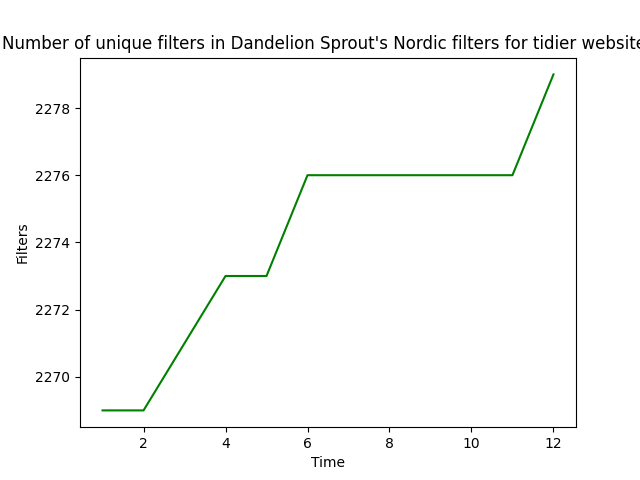 Number of unique filters in Dandelion Sprout's Nordic filters for tidier website
Filters
2278
2276
2274
2272
2270
2 4 6 8 10 12
Time